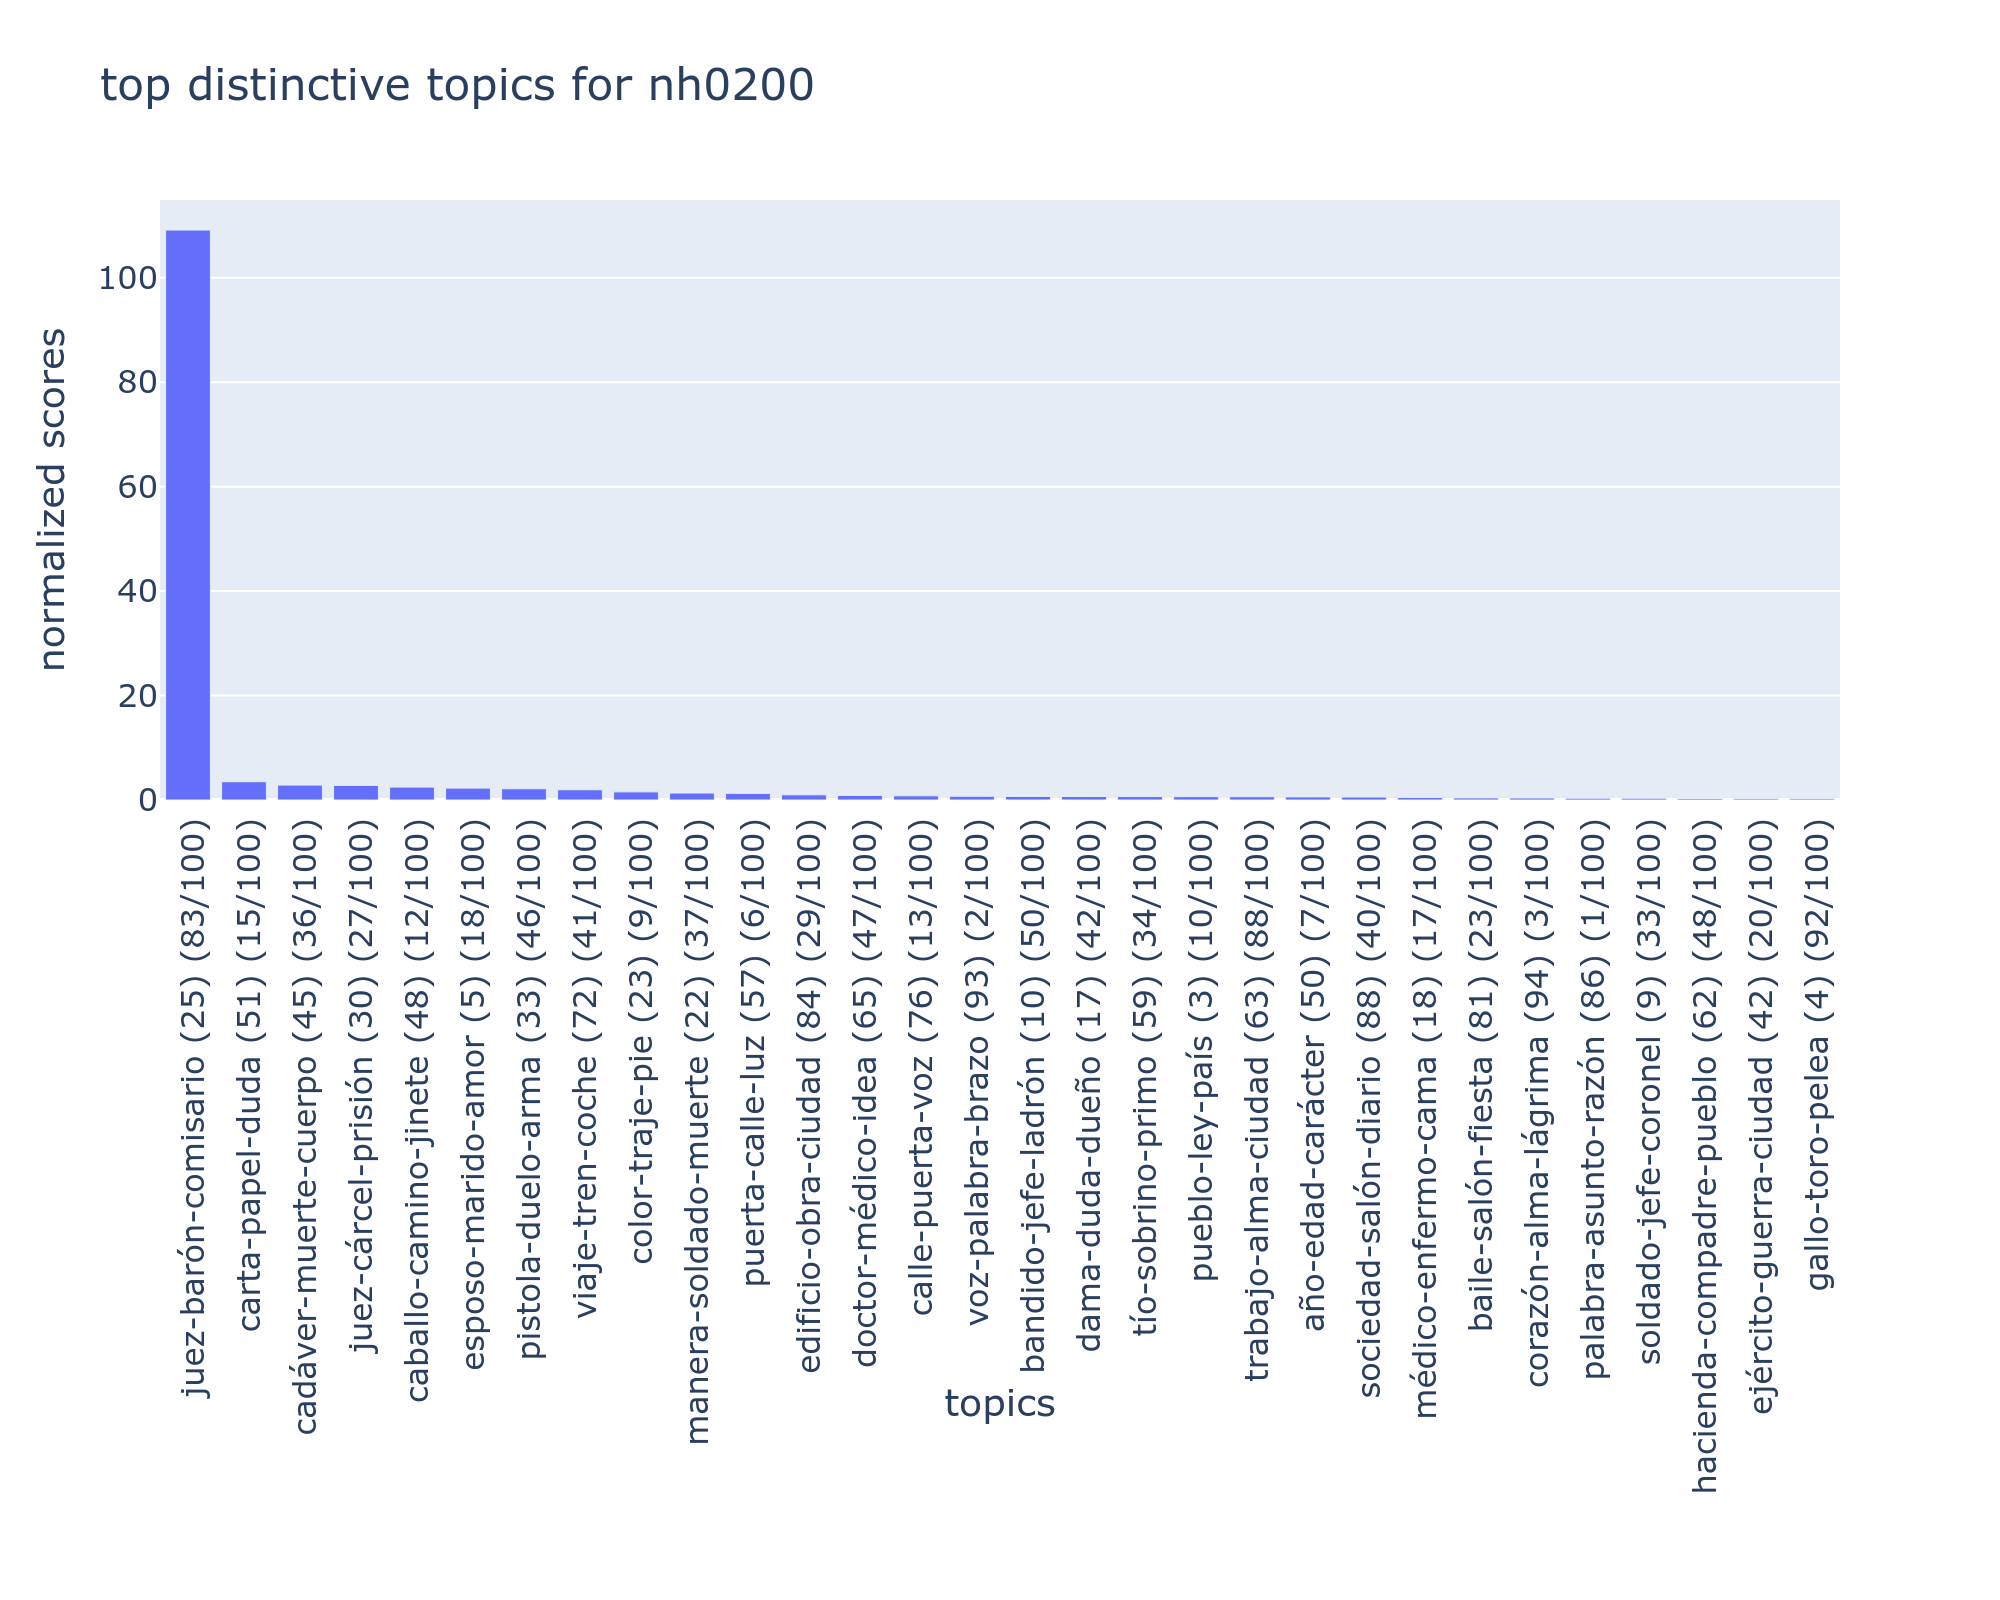 top distinctive topics for nh0200
normalized scores
100
80
60
40
20
0
juez-barón-comisario (25) (83/100)
carta-papel-duda (51) (15/100)
cadáver-muerte-cuerpo (45) (36/100)
juez-cárcel-prisión (30) (27/100)
caballo-camino-jinete (48) (12/100)
esposo-marido-amor (5) (18/100)
pistola-duelo-arma (33) (46/100)
viaje-tren-coche (72) (41/100)
color-traje-pie (23) (9/100)
manera-soldado-muerte (22) (37/100)
puerta-calle-luz (57) (6/100)
edificio-obra-ciudad (84) (29/100)
doctor-médico-idea (65) (47/100)
calle-puerta-voz (76) (13/100)
voz-palabra-brazo (93) (2/100)
bandido-jefe-ladrón (10) (50/100)
dama-duda-dueño (17) (42/100)
tío-sobrino-primo (59) (34/100)
pueblo-ley-país (3) (10/100)
trabajo-alma-ciudad (63) (88/100)
año-edad-carácter (50) (7/100)
sociedad-salón-diario (88) (40/100)
médico-enfermo-cama (18) (17/100)
baile-salón-fiesta (81) (23/100)
corazón-alma-lágrima (94) (3/100)
palabra-asunto-razón (86) (1/100)
soldado-jefe-coronel (9) (33/100)
hacienda-compadre-pueblo (62) (48/100)
ejército-guerra-ciudad (42) (20/100)
gallo-toro-pelea (4) (92/100)
topics